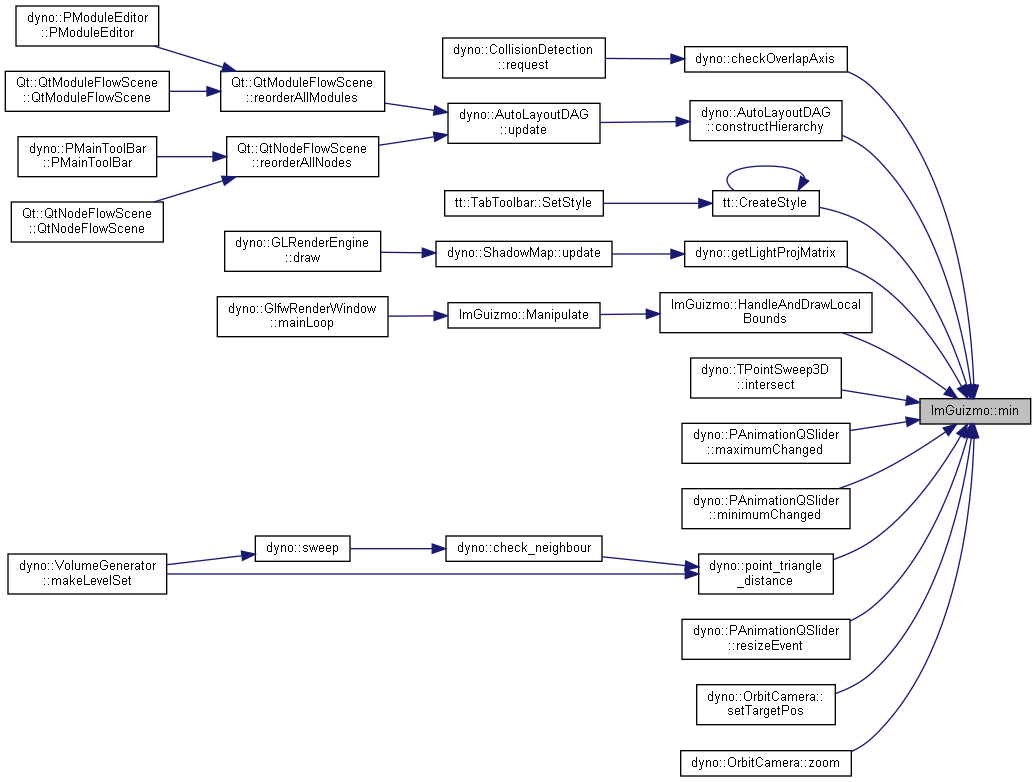 dyno::PModuleEditor
::PModuleEditor
Qt::QtModuleFlowScene
::QtModuleFlowScene
dyno::PMainToolBar
::PMainToolBar
Qt::QtNodeFlowScene
::QtNodeFlowScene
Qt::QtModuleFlowScene
::reorderAllModules
Qt::QtNodeFlowScene
::reorderAllNodes
dyno::GLRenderEngine
::draw
dyno::GlfwRenderWindow
::mainLoop
dyno::VolumeGenerator
::makeLevelSet
dyno::sweep
dyno::CollisionDetection
::request
dyno::AutoLayoutDAG
::update
tt::TabToolbar::SetStyle
dyno::ShadowMap::update
ImGuizmo::Manipulate
dyno::check_neighbour
dyno::checkOverlapAxis
dyno::AutoLayoutDAG
::constructHierarchy
tt::CreateStyle
dyno::getLightProjMatrix
ImGuizmo::HandleAndDrawLocal
Bounds
dyno::TPointSweep3D
::intersect
dyno::PAnimationQSlider
::maximumChanged
dyno::PAnimationQSlider
::minimumChanged
dyno::point_triangle
_distance
dyno::PAnimationQSlider
::resizeEvent
dyno::OrbitCamera::
setTargetPos
dyno::OrbitCamera::zoom
ImGuizmo::min